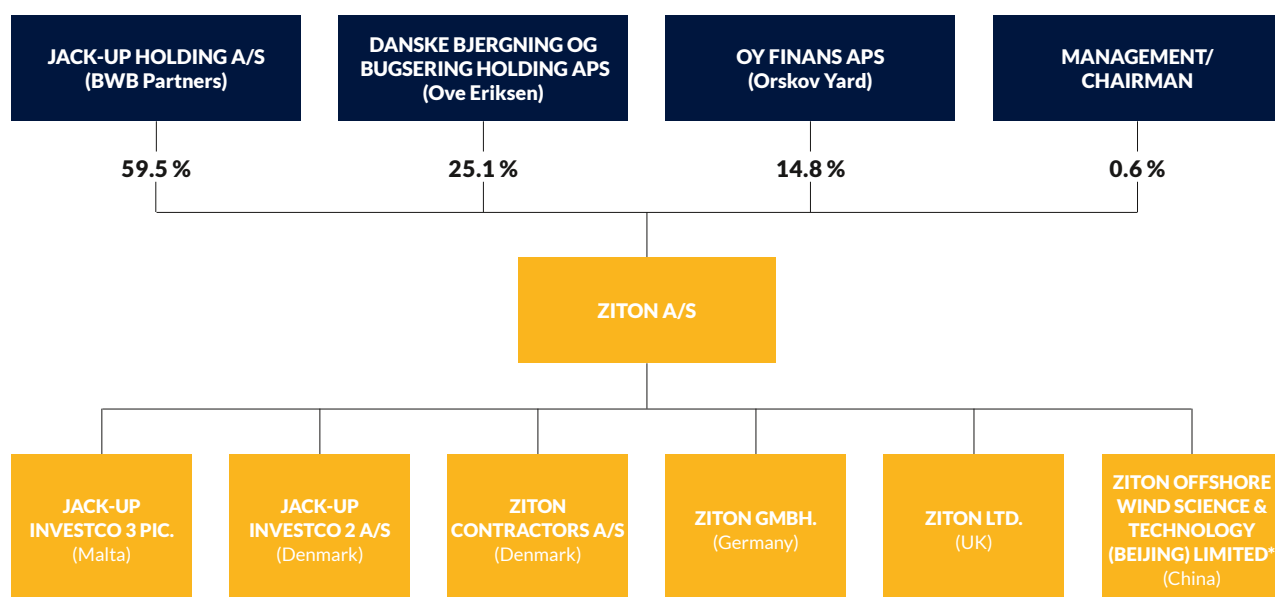 JACK-UP HOLDING A/S
(BWB Partners)
DANSKE BJERGNING OG
BUGSERING HOLDING APS
(Ove Eriksen)
OY FINANS APS
(Orskov Yard)
MANAGEMENT/
CHAIRMAN
59.5 %
25.1 %
14.8 %
0.6 %
ZITON A/S
JACK-UP
INVESTCO 3 PIC.
(Malta)
JACK-UP
INVESTCO 2 A/S
(Denmark)
ZITON
CONTRACTORS A/S
(Denmark)
ZITON GMBH.
(Germany)
ZITON LTD.
(UK)
ZITON OFFSHORE
WIND SCIENCE &
TECHNOLOGY
(BEIJING) LIMITED*
(China)